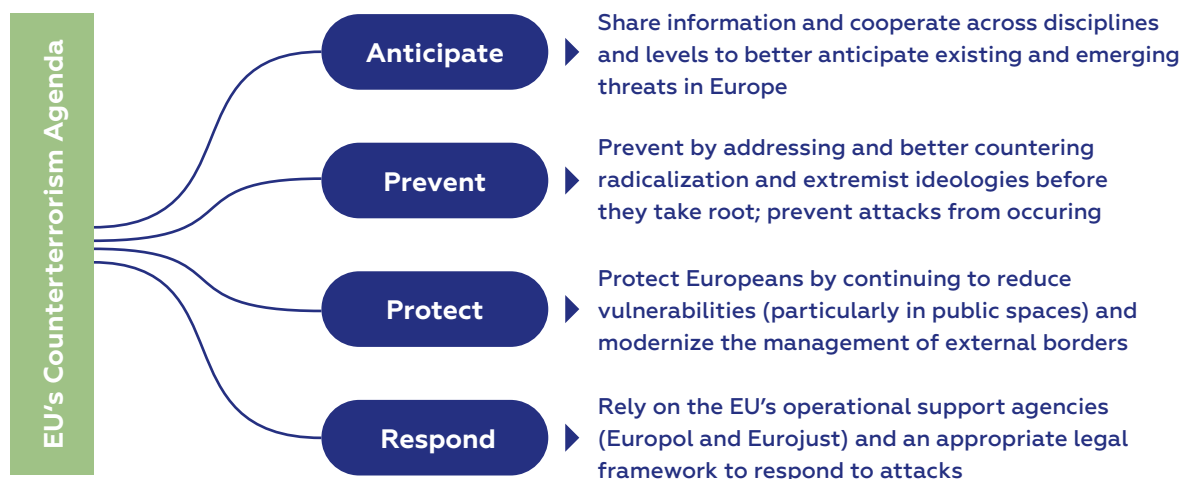 EU's Counterterrorism Agenda
Anticipate
Share information and cooperate across disciplines
and levels to better anticipate existing and emerging
threats in Europe
Prevent
Prevent by addressing and better countering
radicalization and extremist ideologies before
they take root; prevent attacks from occuring
Protect
Protect Europeans by continuing to reduce
vulnerabilities (particularly in public spaces) and
modernize the management of external borders
Respond
Rely on the EU's operational support agencies
(Europol and Eurojust) and an appropriate legal
framework to respond to attacks